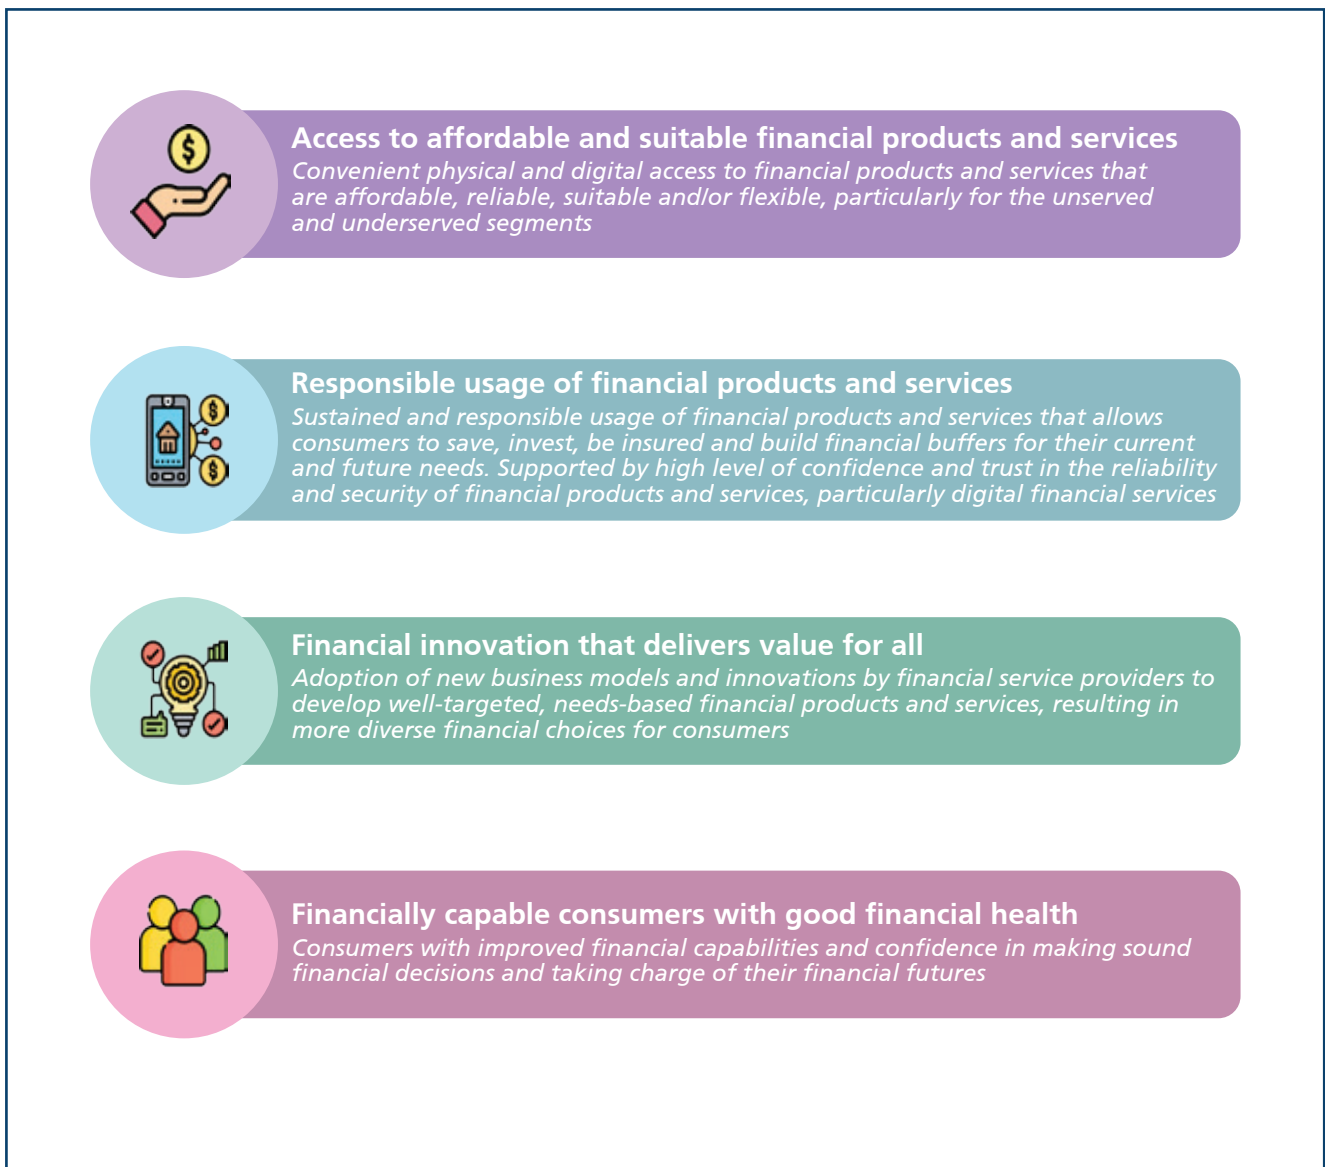 Access to affordable and suitable financial products and services
Convenient physical and digital access to financial products and services that
are affordable, reliable, suitable and/or flexible, particularly for the unserved
and underserved segments
Responsible usage of financial products and services
Sustained and responsible usage of financial products and services that allows
consumers to save, invest, be insured and build financial buffers for their current
and future needs. Supported by high level of confidence and trust in the reliability
and security of financial products and services, particularly digital financial services
Financial innovation that delivers value for all
Adoption of new business models and innovations by financial service providers to
develop well-targeted, needs-based financial products and services, resulting in
more diverse financial choices for consumers
Financially capable consumers with good financial health
Consumers with improved financial capabilities and confidence in making sound
financial decisions and taking charge of their financial futures